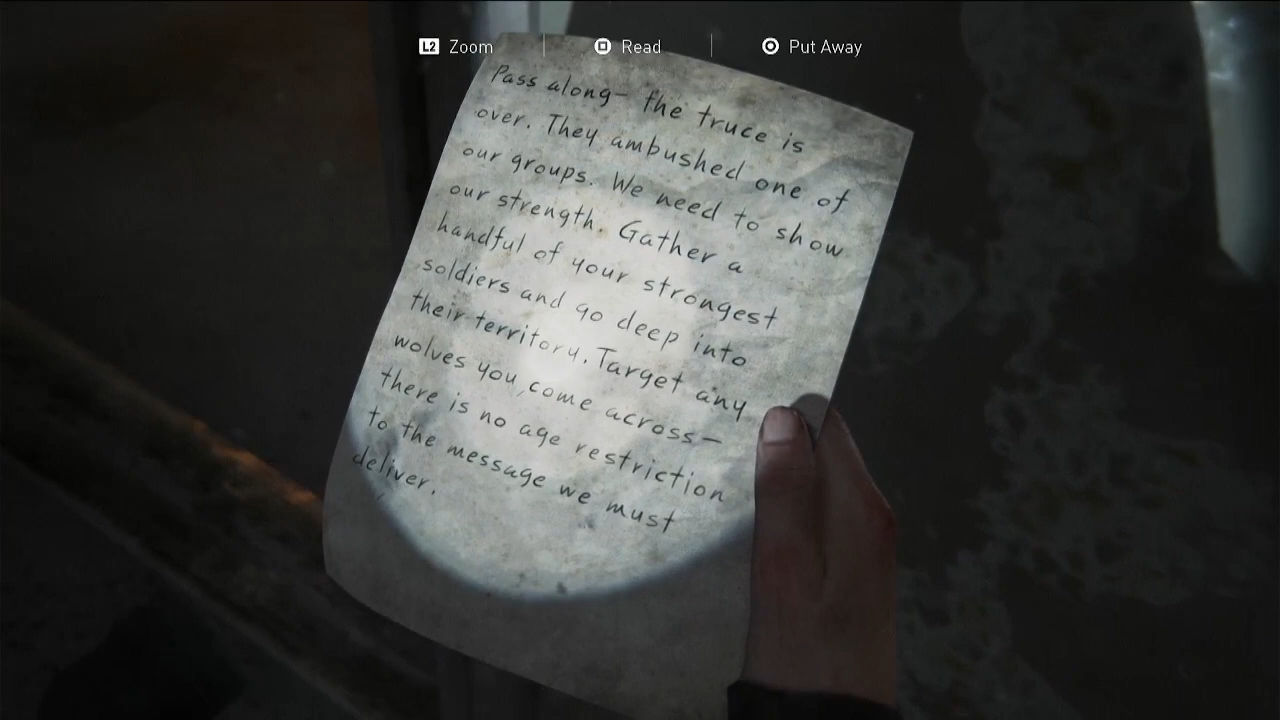 L2 Zoom Read Put Away
Pass along— the truce is
over. They ambushed one of
our groups. We need to show
our strength. Gather a
handful of your strongest
soldiers and go deep into
their territory. Target any
wolves you come across—
there is no age restriction
to the message we must
deliver.